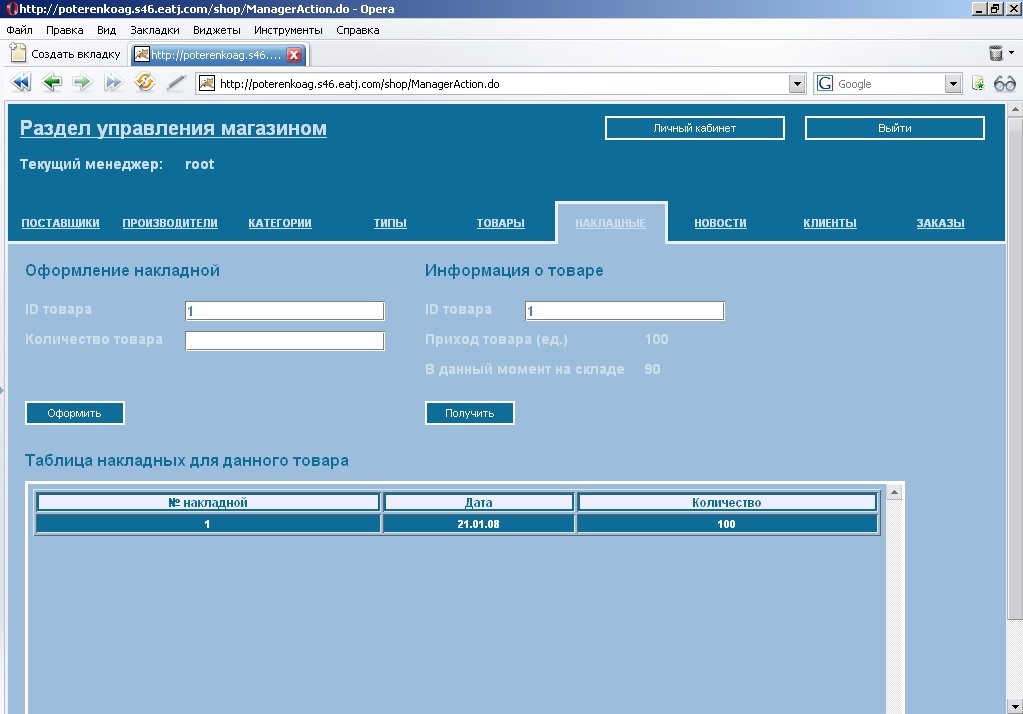 http://poterenkoag.s46.eatj.com/shop/ManagerAction.do - Opera
Файл Правка Вид Закладки Виджеты Инструменты Справка
Создать вкладку http://poterenkoag.s46....
http://poterenkoag.s46.eatj.com/shop/ManagerAction.do Google
Раздел управления магазином Личный кабинет Выйти
Текущий менеджер: root
ПОСТАВЩИКИ ПРОИЗВОДИТЕЛИ КАТЕГОРИИ ТИПЫ ТОВАРЫ НАКЛАДНЫЕ НОВОСТИ КЛИЕНТЫ ЗАКАЗЫ
Оформление накладной Информация о товаре
ID товара 1 ID товара 1
Количество товара Приход товара (ед.) 100
В данный момент на складе 90
Оформить Получить
Таблица накладных для данного товара
№ накладной Дата Количество
1 21.01.08 100